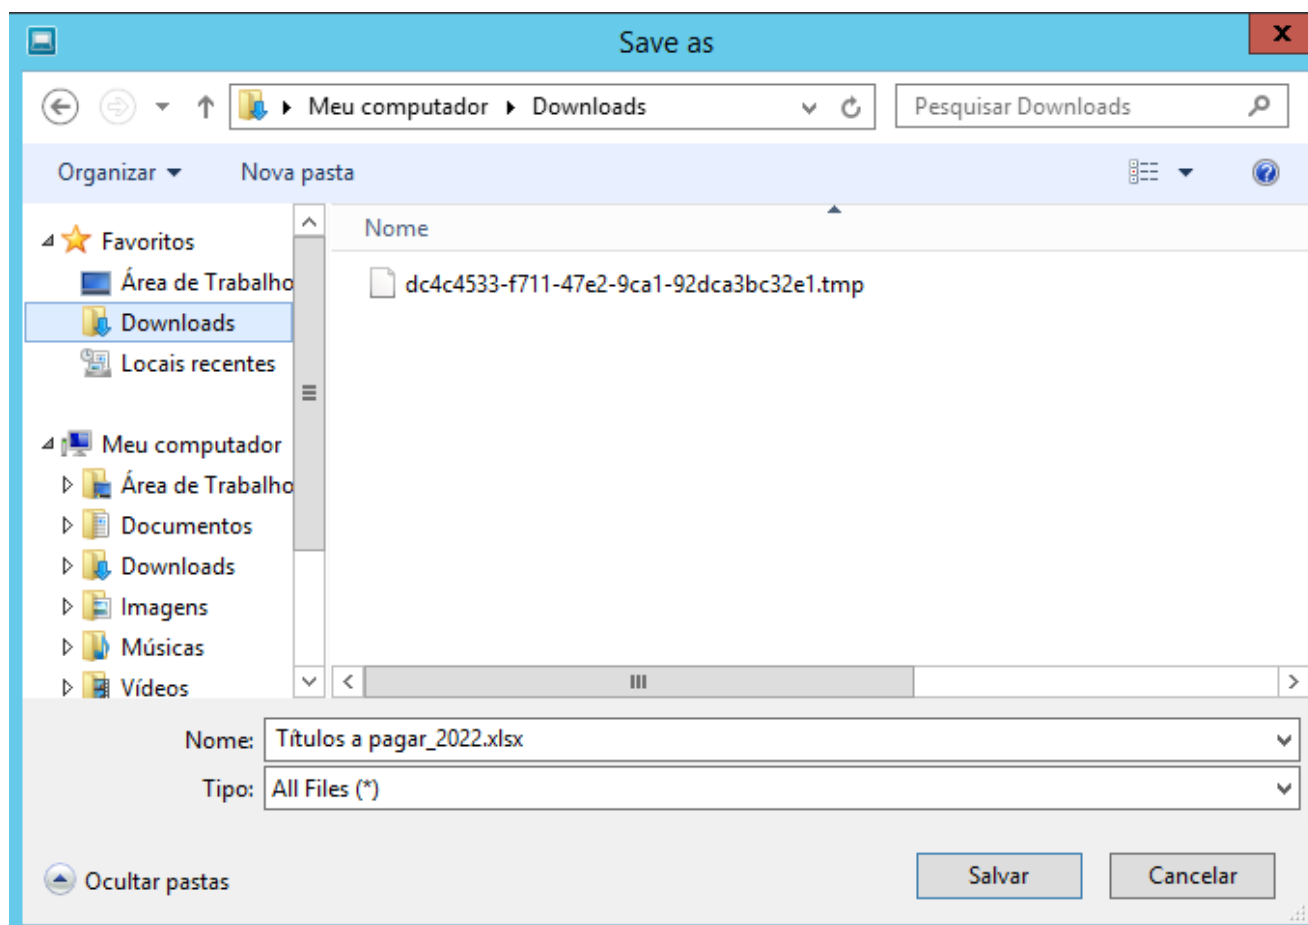 Save as
Meu computador Downloads
Pesquisar Downloads
Organizar
Nova pasta
Favoritos
Área de Trabalho
Downloads
Locais recentes
Meu computador
Área de Trabalho
Documentos
Downloads
Imagens
Músicas
Vídeos
Nome
dc4c4533-f711-47e2-9ca1-92dca3bc32e1.tmp
Nome: Títulos a pagar_2022.xlsx
Tipo: All Files (*)
Ocultar pastas
Salvar
Cancelar